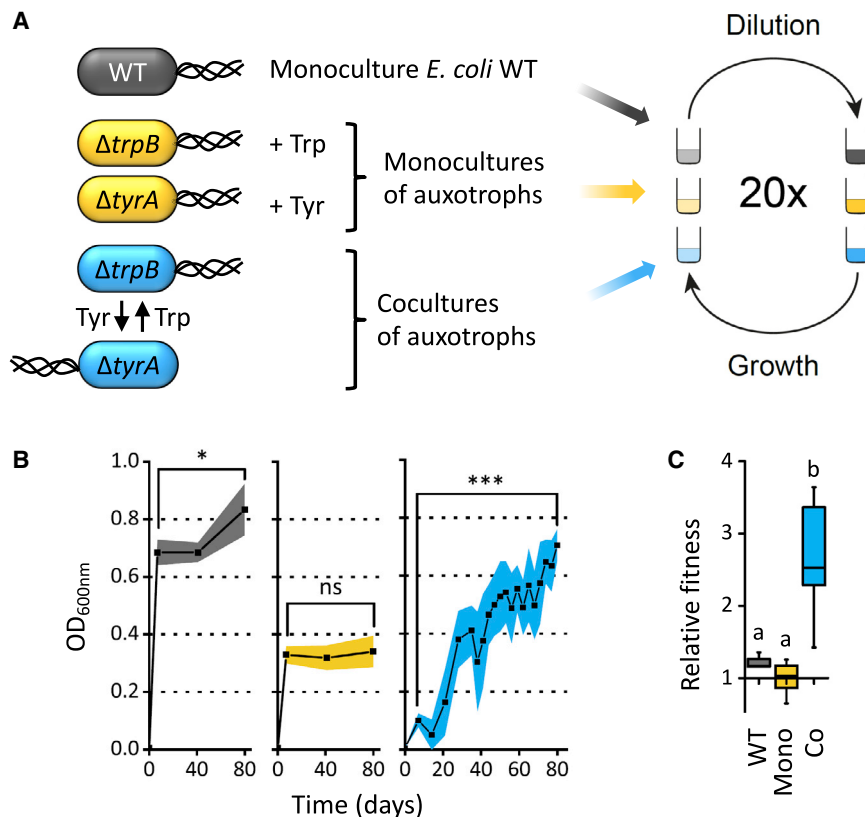 A
WT
Monoculture E. coli WT
ΔtrpB
+ Trp
ΔtyrA
+ Tyr
Monocultures
of auxotrophs
ΔtrpB
Tyr
Trp
ΔtyrA
Cocultures
of auxotrophs
Dilution
20x
Growth
B
OD600nm
1.0
0.8
0.6
0.4
0.2
0.0
*
ns
***
0
40
80
0
40
80
0
20
40
60
80
Time (days)
C
Relative fitness
4
3
2
1
a
a
b
WT
Mono
Co